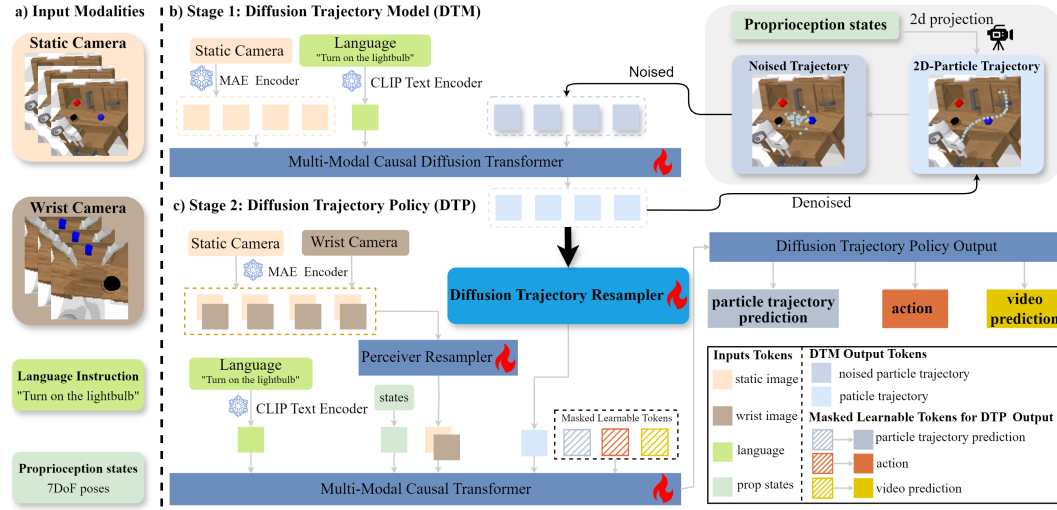 a) Input Modalities
Static Camera
Wrist Camera
Language Instruction
"Turn on the lightbulb"
Proprioception states
7DoF poses
b) Stage 1: Diffusion Trajectory Model (DTM)
Static Camera
MAE Encoder
Language
"Turn on the lightbulb"
CLIP Text Encoder
Noised
Multi-Modal Causal Diffusion Transformer
Denoised
Proprioception states
2d projection
Noised Trajectory
2D-Particle Trajectory
c) Stage 2: Diffusion Trajectory Policy (DTP)
Static Camera
Wrist Camera
MAE Encoder
Diffusion Trajectory Resampler
Perceiver Resampler
Language
"Turn on the lightbulb"
CLIP Text Encoder
states
Masked Learnable Tokens
Multi-Modal Causal Transformer
Diffusion Trajectory Policy Output
particle trajectory
prediction
action
video
prediction
Inputs Tokens
static image
wrist image
language
prop states
DTM Output Tokens
noised particle trajectory
paticle trajectory
Masked Learnable Tokens for DTP Output
particle trajectory prediction
action
video prediction